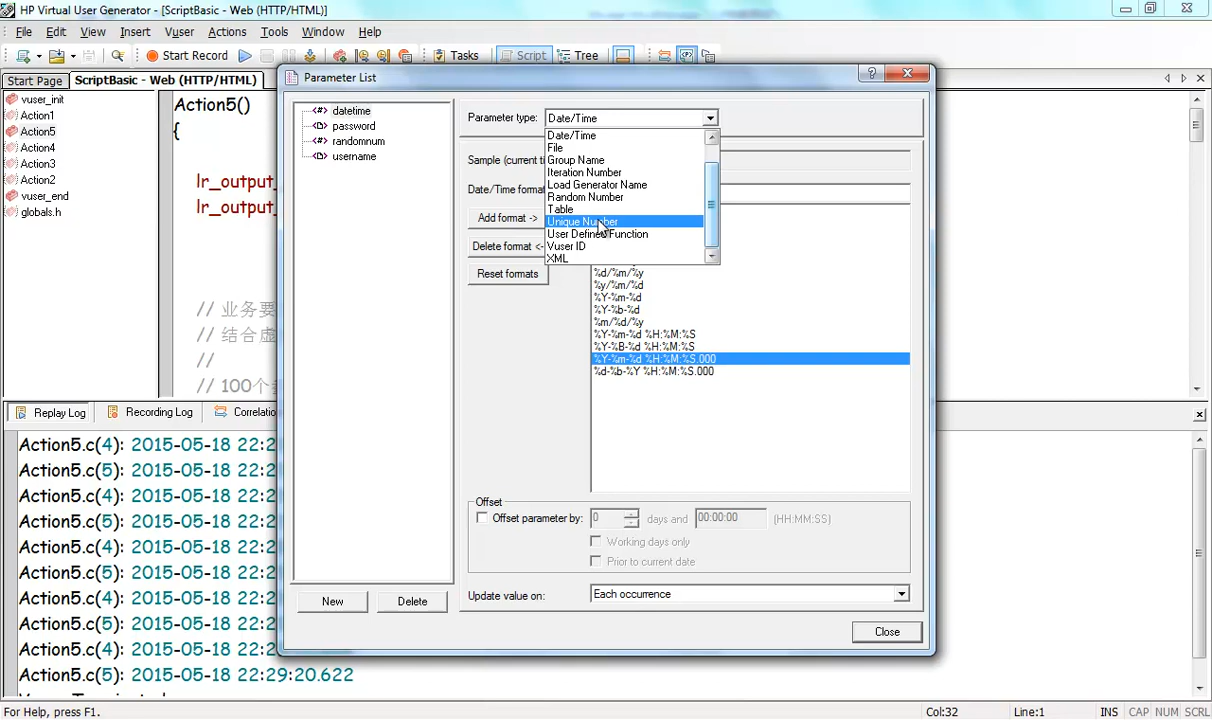 HP Virtual User Generator - [ScriptBasic - Web (HTTP/HTML)]
File Edit View Insert Vuser Actions Tools Window Help
Start Record Tasks Script Tree
Start Page ScriptBasic - Web (HTTP/HTML)
vuser_init
Action1
Action5
Action4
Action3
Action2
vuser_end
globals.h
Action5()
{
lr_output_
lr_output_
// 业务要
// 结合虚
//
// 100个
Parameter List
datetime
password
randomnum
username
New Delete
Parameter type: Date/Time
Date/Time
File
Group Name
Iteration Number
Load Generator Name
Random Number
Table
Unique Number
User Defined Function
Vuser ID
XML
Sample (current ti
Date/Time format
Add format ->
Delete format <-
Reset formats
%d/%m/%y
%y/%m/%d
%Y-%m-%d
%Y-%b-%d
%m/%d/%y
%Y-%m-%d %H:%M:%S
%Y-%B-%d %H:%M:%S
%Y-%m-%d %H:%M:%S.000
%d-%b-%Y %H:%M:%S.000
Offset
Offset parameter by: 0 days and 00:00:00 (HH:MM:SS)
Working days only
Prior to current date
Update value on: Each occurrence
Close
Replay Log Recording Log Correlatio
Action5.c(4): 2015-05-18 22:2
Action5.c(5): 2015-05-18 22:2
Action5.c(4): 2015-05-18 22:2
Action5.c(5): 2015-05-18 22:2
Action5.c(4): 2015-05-18 22:2
Action5.c(5): 2015-05-18 22:2
Action5.c(4): 2015-05-18 22:2
Action5.c(5): 2015-05-18 22:2
Action5.c(4): 2015-05-18 22:2
Action5.c(5): 2015-05-18 22:29:20.622
For Help, press F1.
Col:32 Line:1 INS CAP NUM SCRL